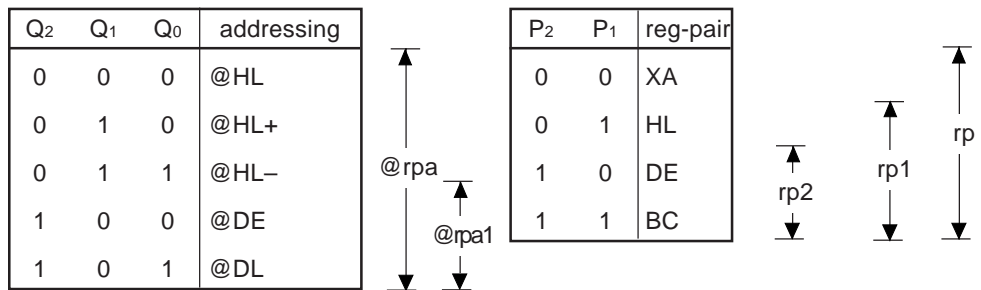 Q2 Q1 Q0 addressing
0 0 0 @HL
0 1 0 @HL+
0 1 1 @HL–
1 0 0 @DE
1 0 1 @DL
@rpa
@rpa1
P2 P1 reg-pair
0 0 XA
0 1 HL
1 0 DE
1 1 BC
rp2
rp1
rp